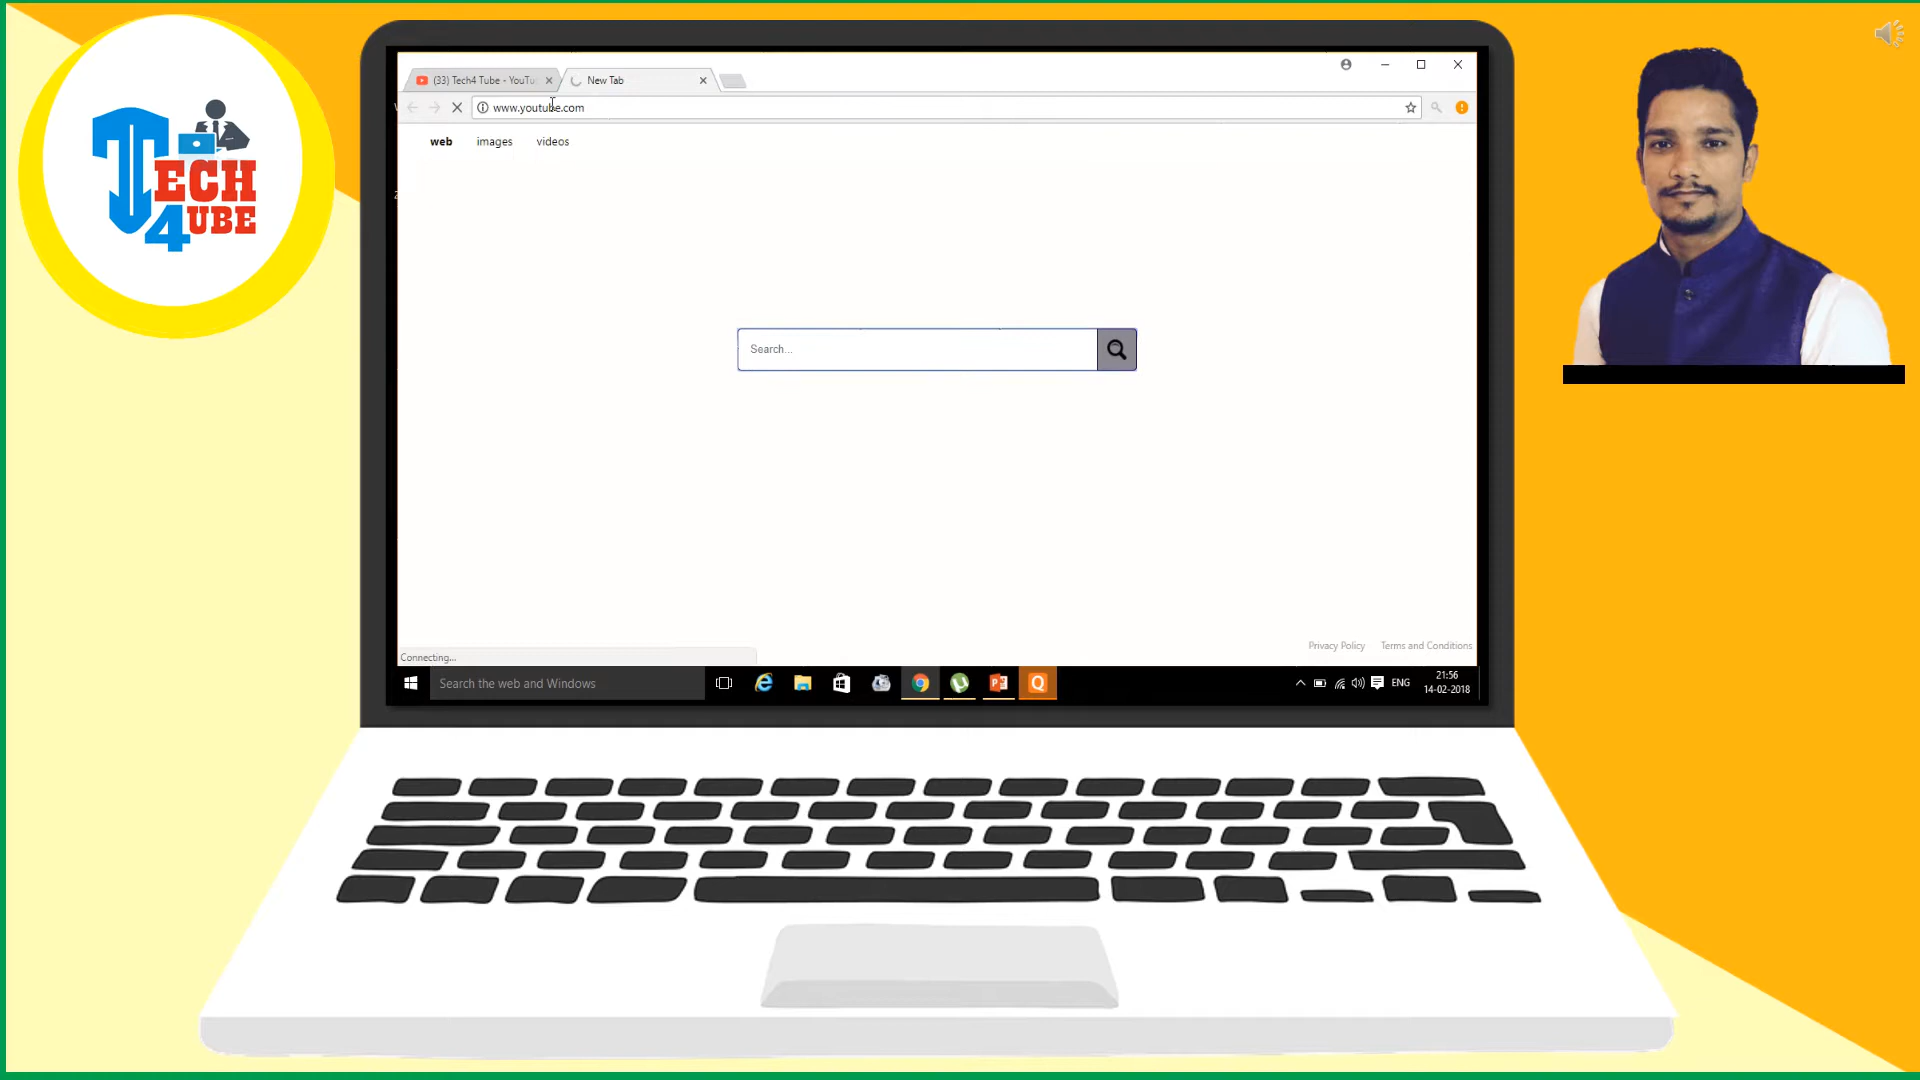 TECH
4UBE
(33) Tech4 Tube - YouTu
New Tab
www.youtube.com
web images videos
Search...
Privacy Policy Terms and Conditions
Connecting...
Search the web and Windows
ENG
21:56
14-02-2018